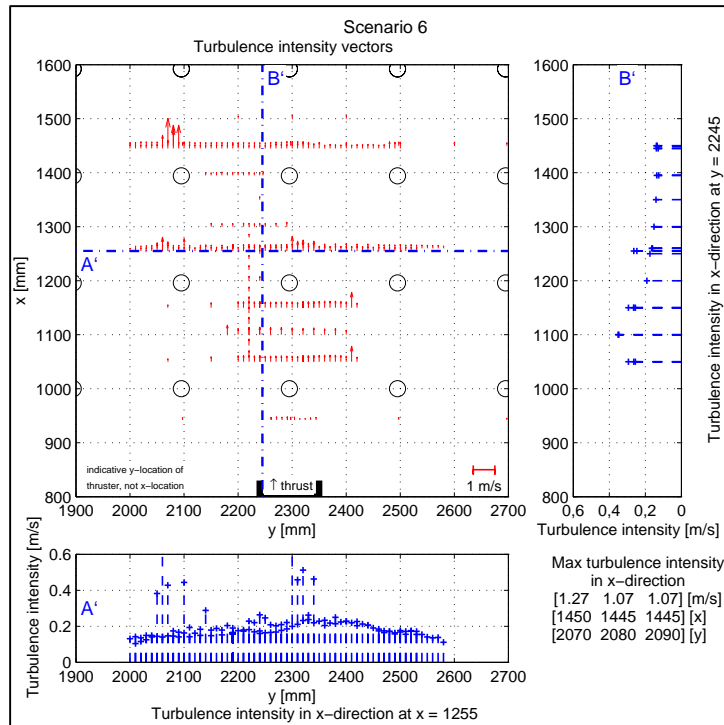 Scenario 6
Turbulence intensity vectors
1600
1500
1400
1300
1200
1100
1000
900
800
x [mm]
B‘
A‘
indicative y−location of
thruster, not x−location
↑ thrust
1 m/s
1900 2000 2100 2200 2300 2400 2500 2600 2700
y [mm]
1600
1500
1400
1300
1200
1100
1000
900
800
B‘
0,6 0,4 0,2 0
Turbulence intensity [m/s]
Turbulence intensity in x−direction at y = 2245
Turbulence intensity [m/s]
0.6
0.4
0.2
0
A‘
1900 2000 2100 2200 2300 2400 2500 2600 2700
y [mm]
Turbulence intensity in x−direction at x = 1255
Max turbulence intensity
in x−direction
[1.27 1.07 1.07] [m/s]
[1450 1445 1445] [x]
[2070 2080 2090] [y]